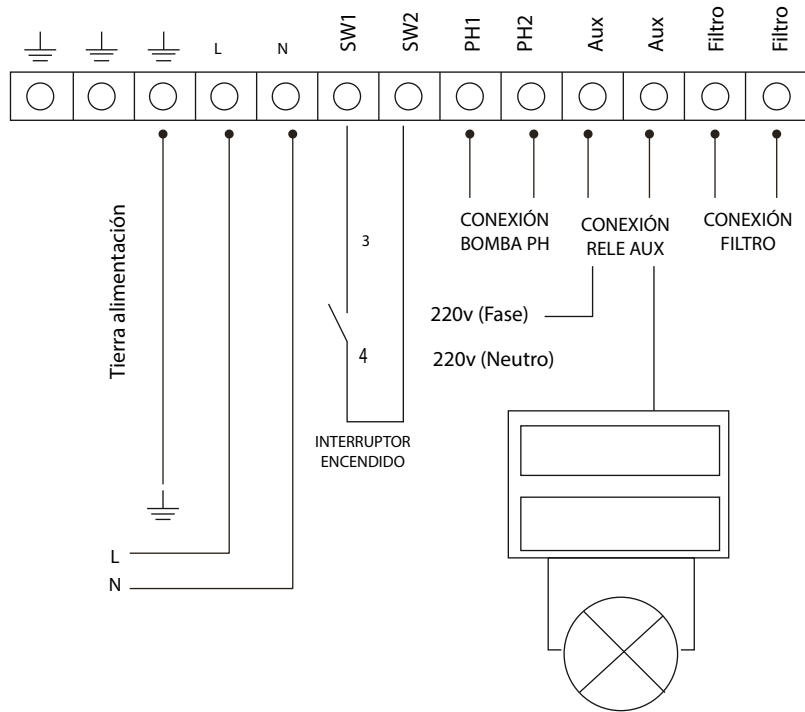 L
N
SW1
SW2
PH1
PH2
Aux
Aux
Filtro
Filtro
Tierra alimentación
3
4
INTERRUPTOR
ENCENDIDO
CONEXIÓN
BOMBA PH
CONEXIÓN
RELE AUX
CONEXIÓN
FILTRO
220v (Fase)
220v (Neutro)
L
N